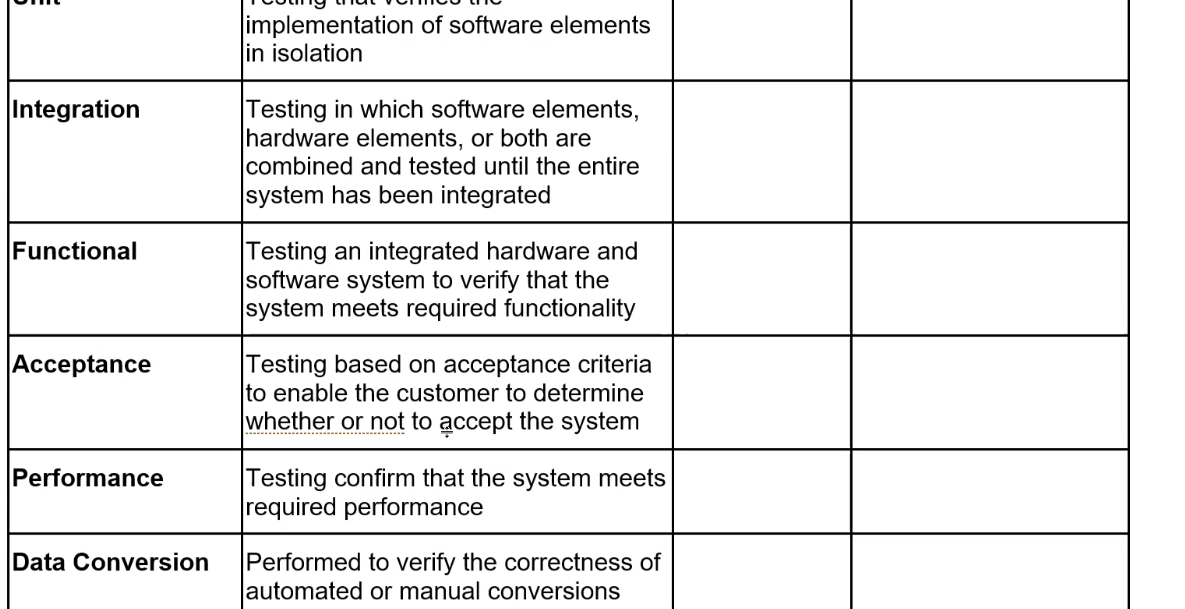 Unit
Testing that verifies the
implementation of software elements
in isolation
Integration
Testing in which software elements,
hardware elements, or both are
combined and tested until the entire
system has been integrated
Functional
Testing an integrated hardware and
software system to verify that the
system meets required functionality
Acceptance
Testing based on acceptance criteria
to enable the customer to determine
whether or not to accept the system
Performance
Testing confirm that the system meets
required performance
Data Conversion
Performed to verify the correctness of
automated or manual conversions